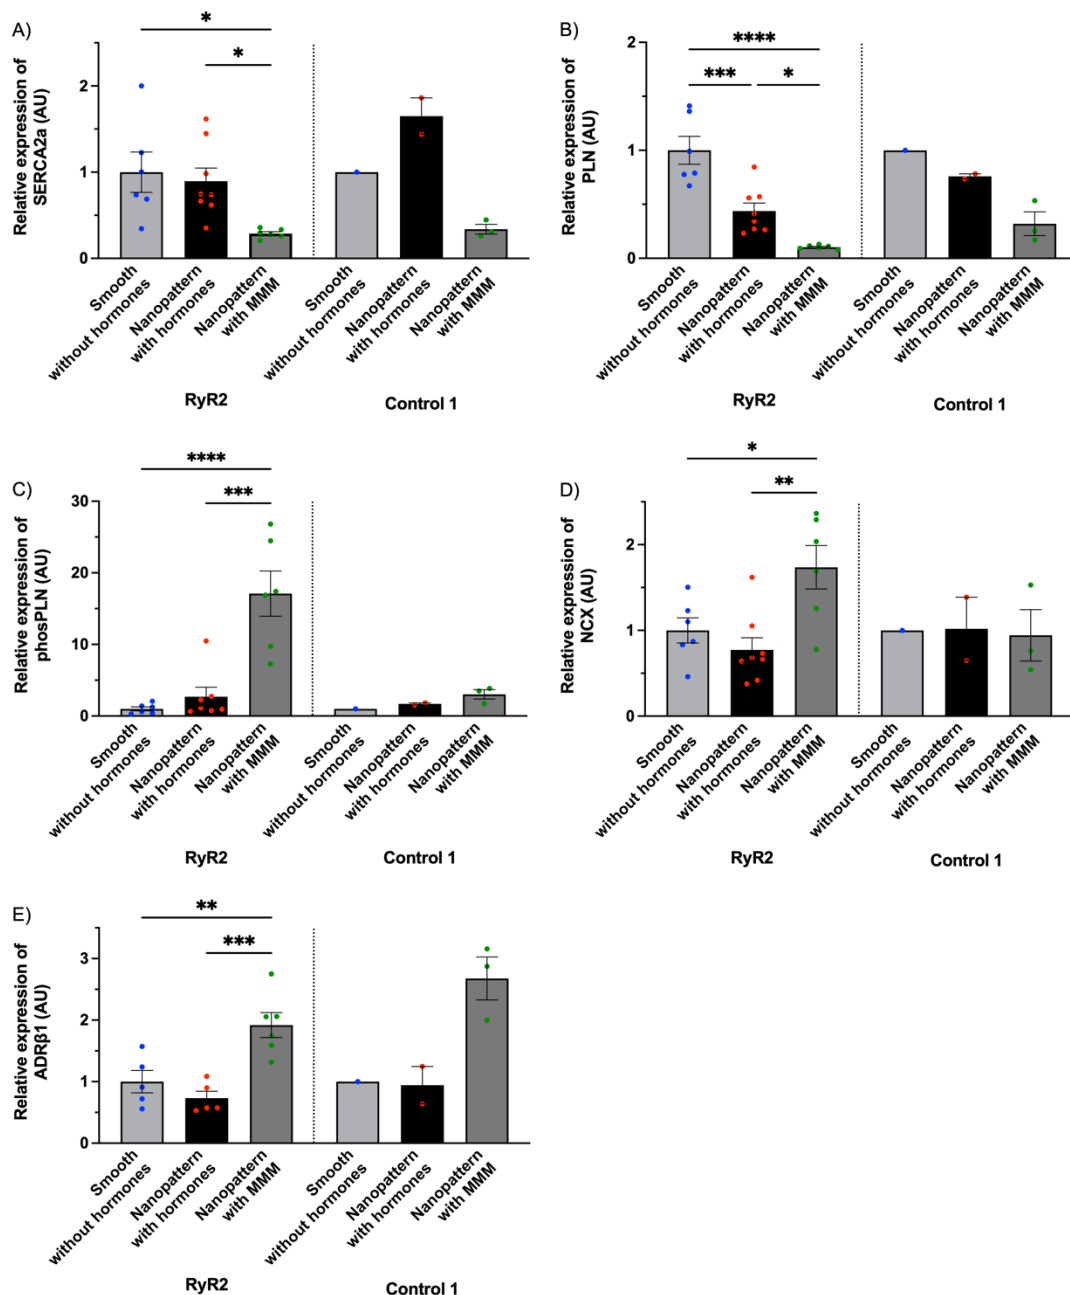 A)
Relative expression of
SERCA2a (AU)
3
2
1
0
*
*
Smooth
without hormones
Nanopattern
with hormones
Nanopattern
with MMM
Smooth
without hormones
Nanopattern
with hormones
Nanopattern
with MMM
RyR2
Control 1
B)
Relative expression of
PLN (AU)
2
1
0
****
***
*
Smooth
without hormones
Nanopattern
with hormones
Nanopattern
with MMM
Smooth
without hormones
Nanopattern
with hormones
Nanopattern
with MMM
RyR2
Control 1
C)
Relative expression of
phosPLN (AU)
30
20
10
0
****
***
Smooth
without hormones
Nanopattern
with hormones
Nanopattern
with MMM
Smooth
without hormones
Nanopattern
with hormones
Nanopattern
with MMM
RyR2
Control 1
D)
Relative expression of
NCX (AU)
2
1
0
*
**
Smooth
without hormones
Nanopattern
with hormones
Nanopattern
with MMM
Smooth
without hormones
Nanopattern
with hormones
Nanopattern
with MMM
RyR2
Control 1
E)
Relative expression of
ADRβ1 (AU)
3
2
1
0
**
***
Smooth
without hormones
Nanopattern
with hormones
Nanopattern
with MMM
Smooth
without hormones
Nanopattern
with hormones
Nanopattern
with MMM
RyR2
Control 1